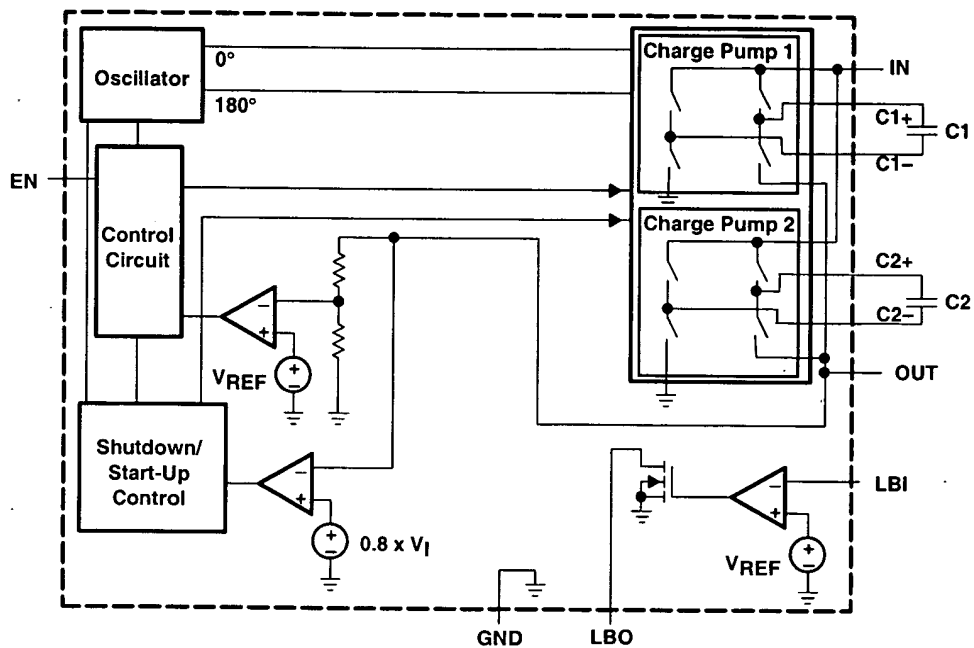 Oscillator
0°
180°
Charge Pump 1
IN
C1+
C1
C1−
EN
Control
Circuit
Charge Pump 2
C2+
C2
C2−
−
+
VREF
+
−
OUT
Shutdown/
Start-Up
Control
−
+
0.8 x VI
+
−
LBI
−
+
VREF
+
−
GND
LBO